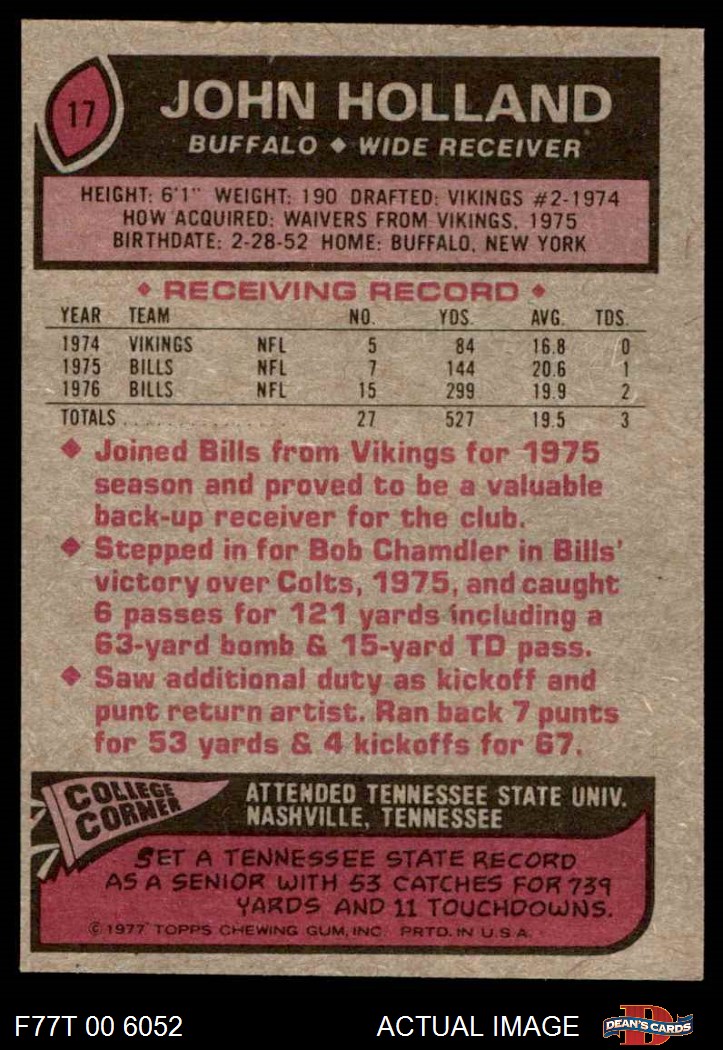 17
JOHN HOLLAND
BUFFALO ◆ WIDE RECEIVER
HEIGHT: 6'1" WEIGHT: 190 DRAFTED: VIKINGS #2-1974
HOW ACQUIRED: WAIVERS FROM VIKINGS, 1975
BIRTHDATE: 2-28-52 HOME: BUFFALO, NEW YORK
◆ RECEIVING RECORD ◆
YEAR TEAM NO. YDS. AVG. TDS.
1974 VIKINGS NFL 5 84 16.8 0
1975 BILLS NFL 7 144 20.6 1
1976 BILLS NFL 15 299 19.9 2
TOTALS 27 527 19.5 3
◆ Joined Bills from Vikings for 1975
season and proved to be a valuable
back-up receiver for the club.
◆ Stepped in for Bob Chamdler in Bills'
victory over Colts, 1975, and caught
6 passes for 121 yards including a
63-yard bomb & 15-yard TD pass.
◆ Saw additional duty as kickoff and
punt return artist. Ran back 7 punts
for 53 yards & 4 kickoffs for 67.
COLLEGE
CORNER
ATTENDED TENNESSEE STATE UNIV.
NASHVILLE, TENNESSEE
SET A TENNESSEE STATE RECORD
AS A SENIOR WITH 53 CATCHES FOR 739
YARDS AND 11 TOUCHDOWNS.
© 1977 TOPPS CHEWING GUM, INC. PRTD. IN U.S.A.
F77T 00 6052
ACTUAL IMAGE
DEAN'S CARDS